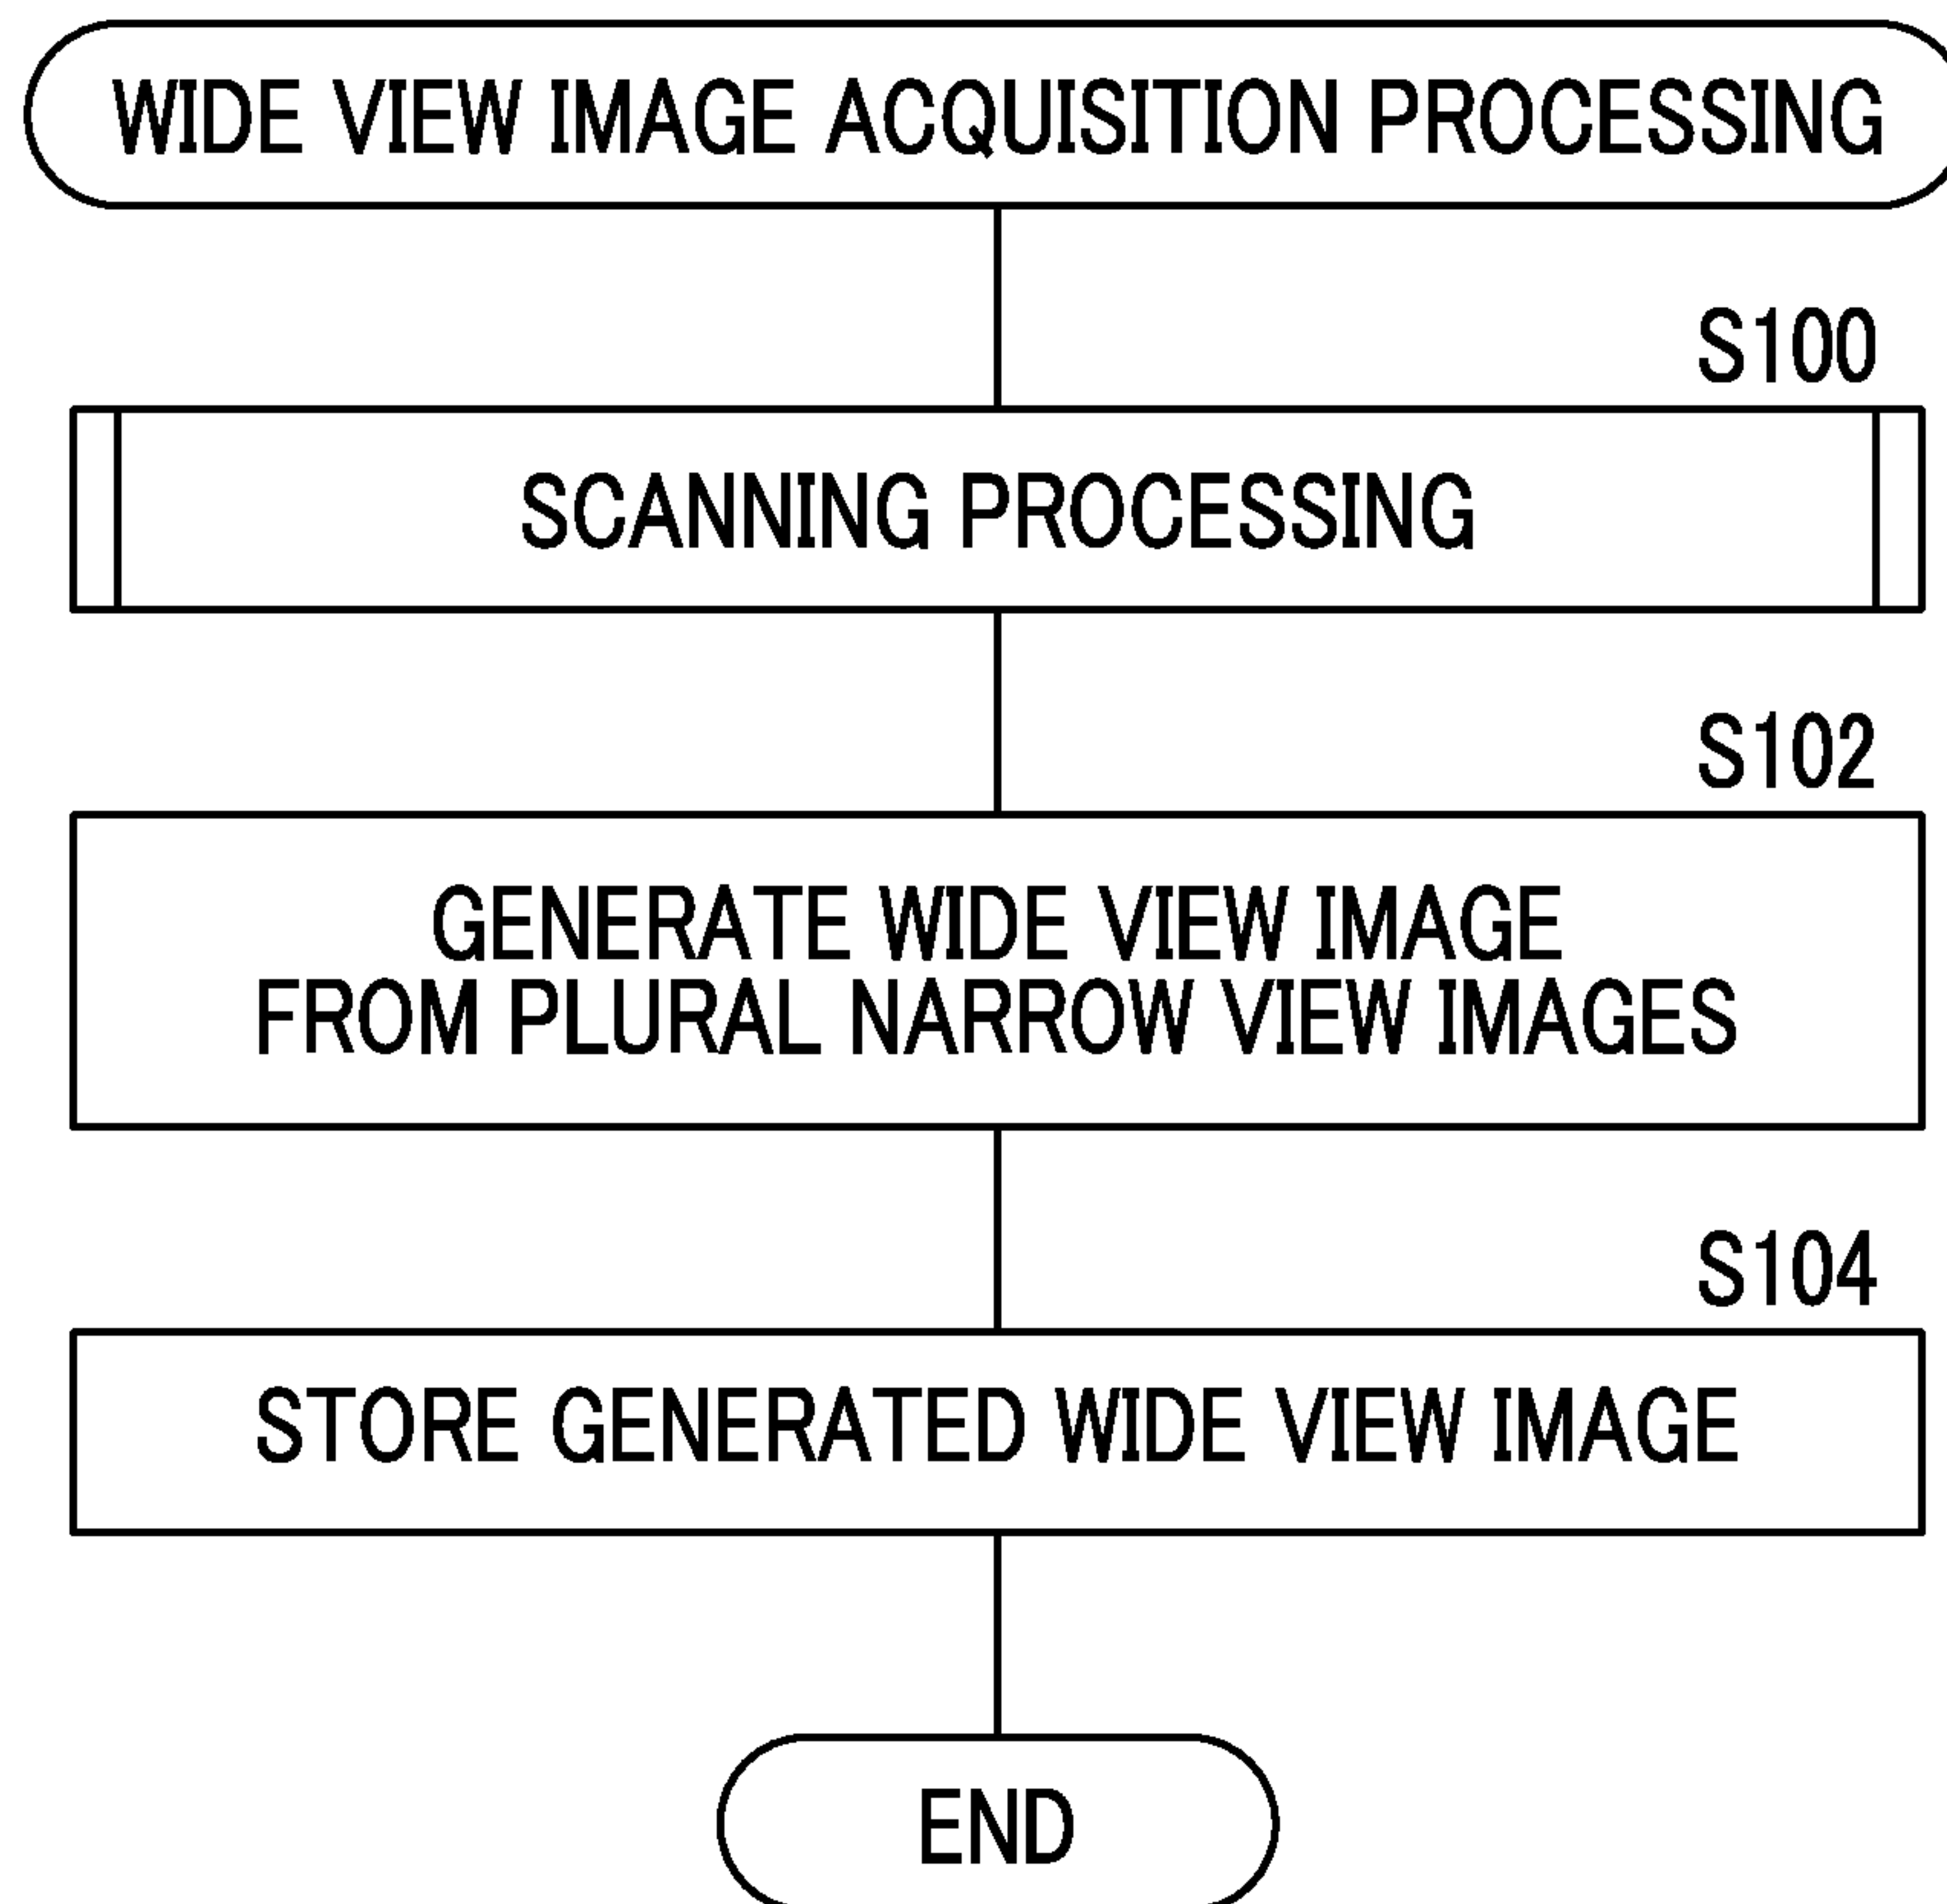 WIDE VIEW IMAGE ACQUISITION PROCESSING
S100
SCANNING PROCESSING
S102
GENERATE WIDE VIEW IMAGE
FROM PLURAL NARROW VIEW IMAGES
S104
STORE GENERATED WIDE VIEW IMAGE
END